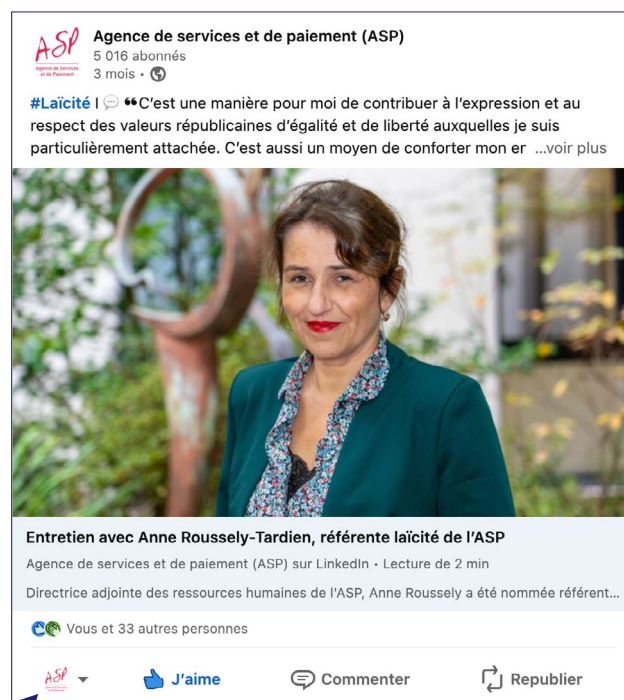 ASP
Agence de Services
et de Paiement
Agence de services et de paiement (ASP)
5 016 abonnés
3 mois •
#Laïcité I 💬 ❝C'est une manière pour moi de contribuer à l'expression et au
respect des valeurs républicaines d'égalité et de liberté auxquelles je suis
particulièrement attachée. C'est aussi un moyen de conforter mon er ...voir plus
Entretien avec Anne Roussely-Tardien, référente laïcité de l'ASP
Agence de services et de paiement (ASP) sur LinkedIn • Lecture de 2 min
Directrice adjointe des ressources humaines de l'ASP, Anne Roussely a été nommée référent...
Vous et 33 autres personnes
ASP
J'aime
Commenter
Republier